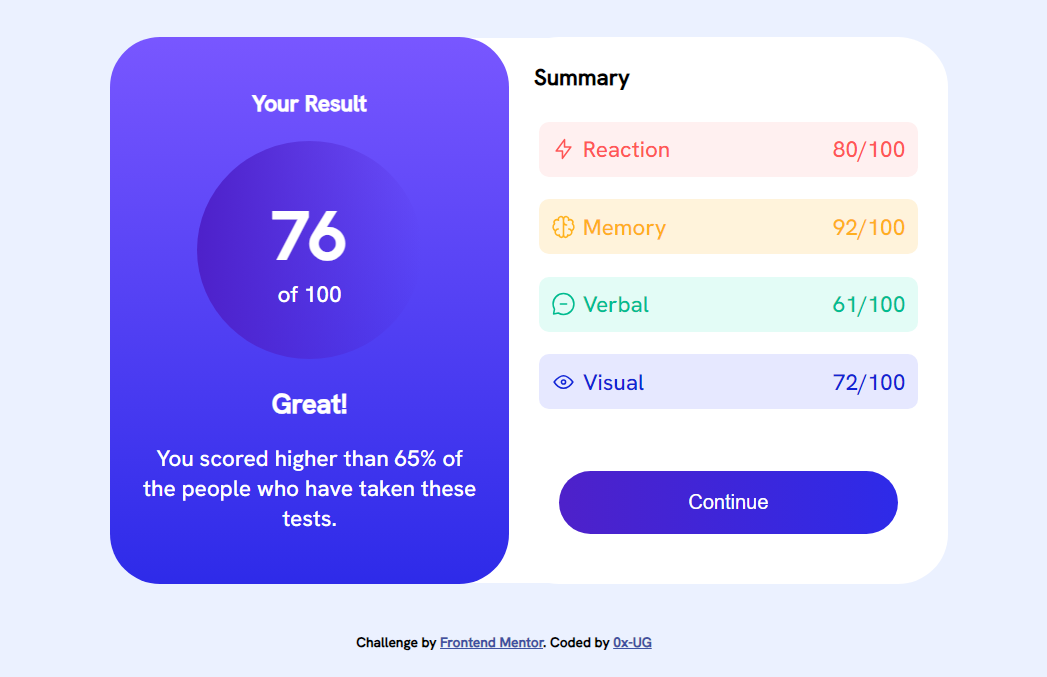 Your Result
76
of 100
Great!
You scored higher than 65% of
the people who have taken these
tests.
Summary
Reaction 80/100
Memory 92/100
Verbal 61/100
Visual 72/100
Continue
Challenge by Frontend Mentor. Coded by 0x-UG